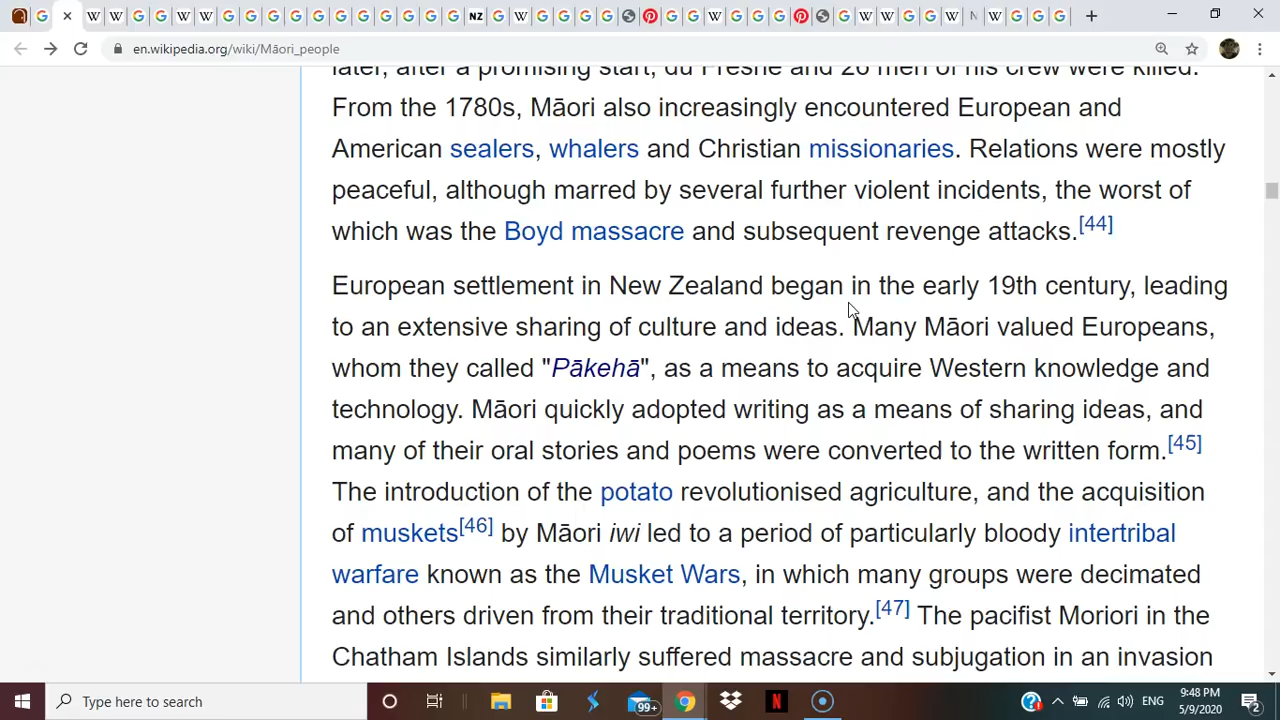 en.wikipedia.org/wiki/Māori_people
later, after a promising start, du Fresne and 26 men of his crew were killed.
From the 1780s, Māori also increasingly encountered European and
American sealers, whalers and Christian missionaries. Relations were mostly
peaceful, although marred by several further violent incidents, the worst of
which was the Boyd massacre and subsequent revenge attacks.[44]
European settlement in New Zealand began in the early 19th century, leading
to an extensive sharing of culture and ideas. Many Māori valued Europeans,
whom they called "Pākehā", as a means to acquire Western knowledge and
technology. Māori quickly adopted writing as a means of sharing ideas, and
many of their oral stories and poems were converted to the written form.[45]
The introduction of the potato revolutionised agriculture, and the acquisition
of muskets[46] by Māori iwi led to a period of particularly bloody intertribal
warfare known as the Musket Wars, in which many groups were decimated
and others driven from their traditional territory.[47] The pacifist Moriori in the
Chatham Islands similarly suffered massacre and subjugation in an invasion
Type here to search
99+
N
ENG
9:48 PM
5/9/2020
2